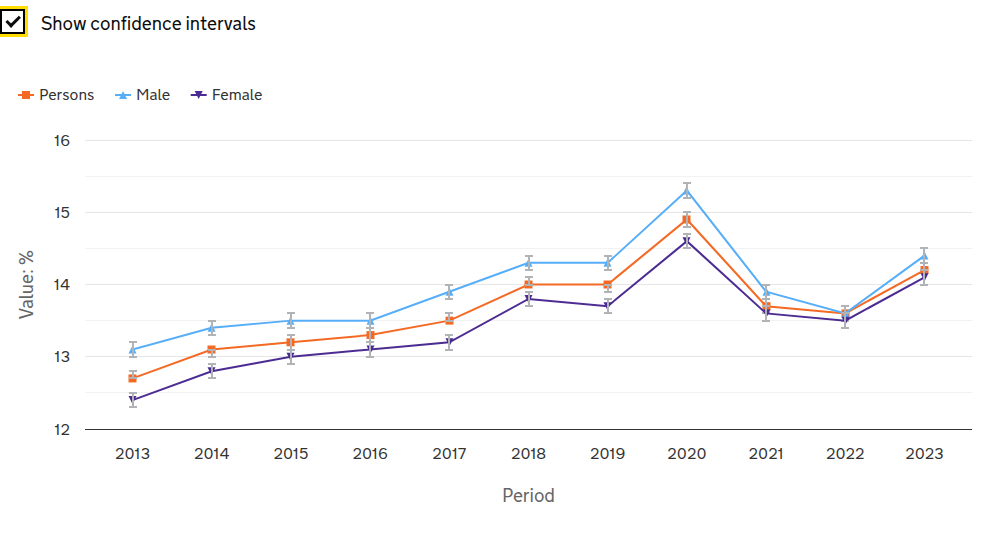 Show confidence intervals
Persons Male Female
16
15
14
13
12
Value: %
2013 2014 2015 2016 2017 2018 2019 2020 2021 2022 2023
Period